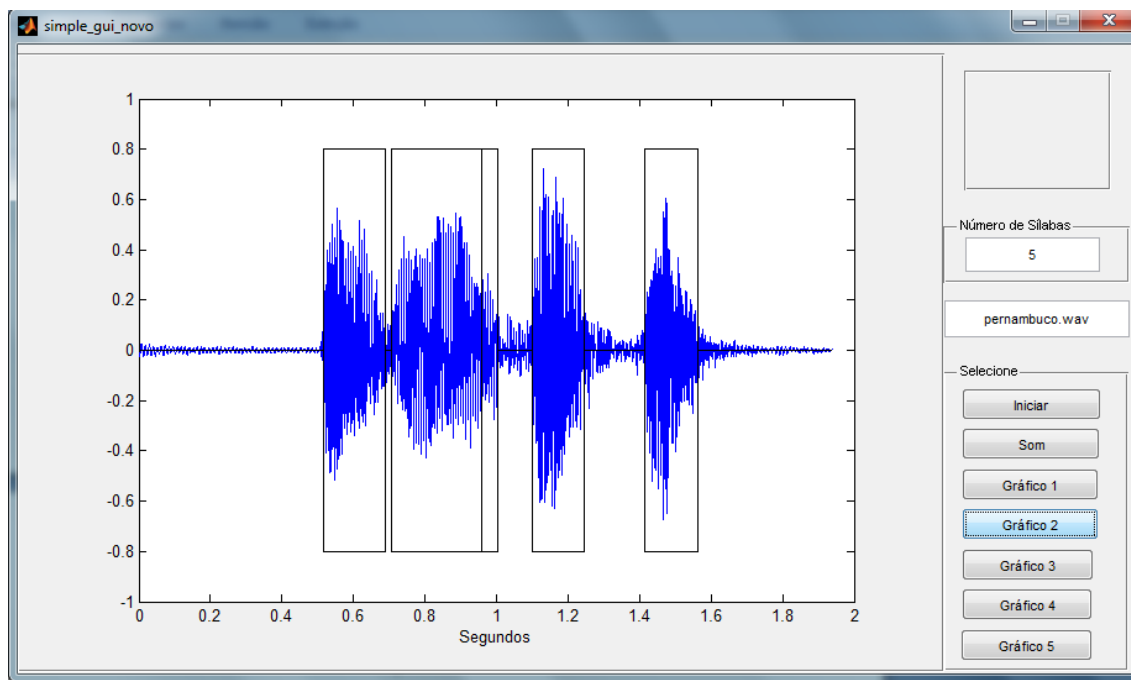 simple_gui_novo
1
0.8
0.6
0.4
0.2
0
-0.2
-0.4
-0.6
-0.8
-1
0 0.2 0.4 0.6 0.8 1 1.2 1.4 1.6 1.8 2
Segundos
Número de Sílabas
5
pernambuco.wav
Selecione
Iniciar
Som
Gráfico 1
Gráfico 2
Gráfico 3
Gráfico 4
Gráfico 5